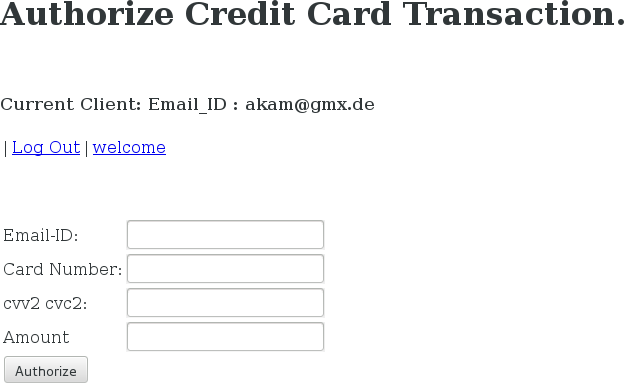 Authorize Credit Card Transaction.
Current Client: Email_ID : akam@gmx.de
| Log Out | welcome
Email-ID:
Card Number:
cvv2 cvc2:
Amount
Authorize